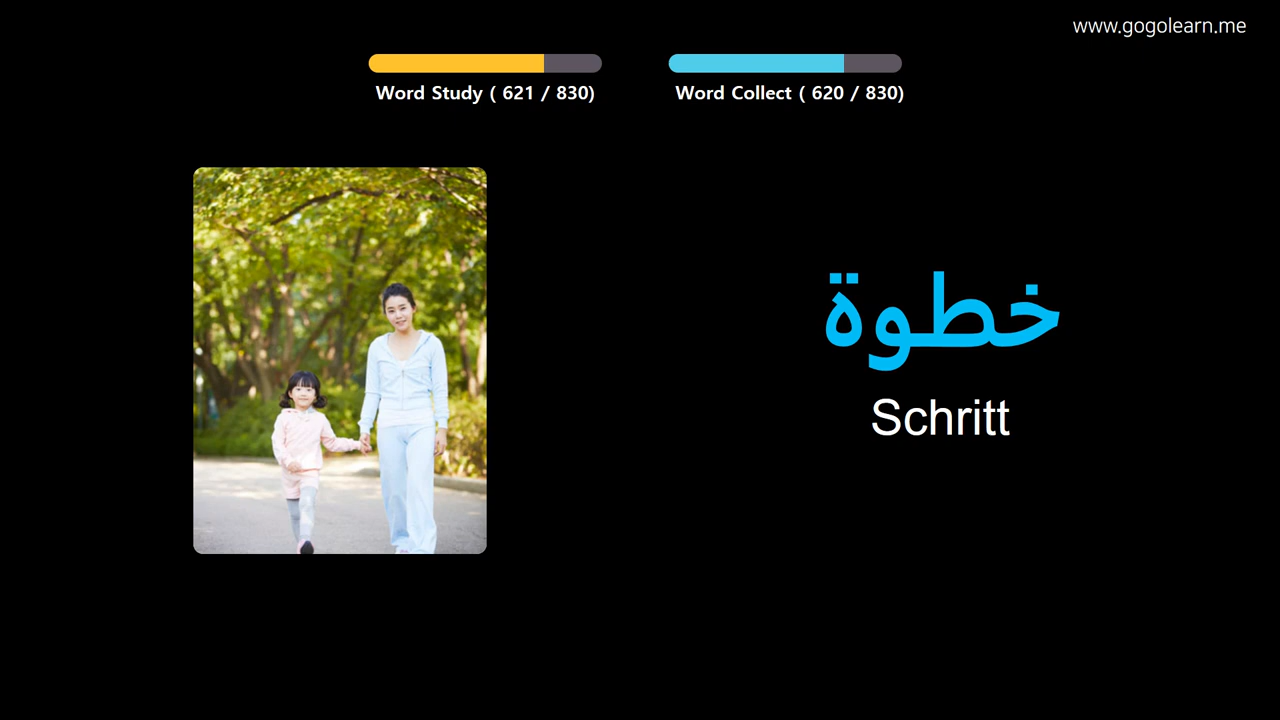 www.gogolearn.me
Word Study ( 621 / 830)
Word Collect ( 620 / 830)
خطوة
Schritt